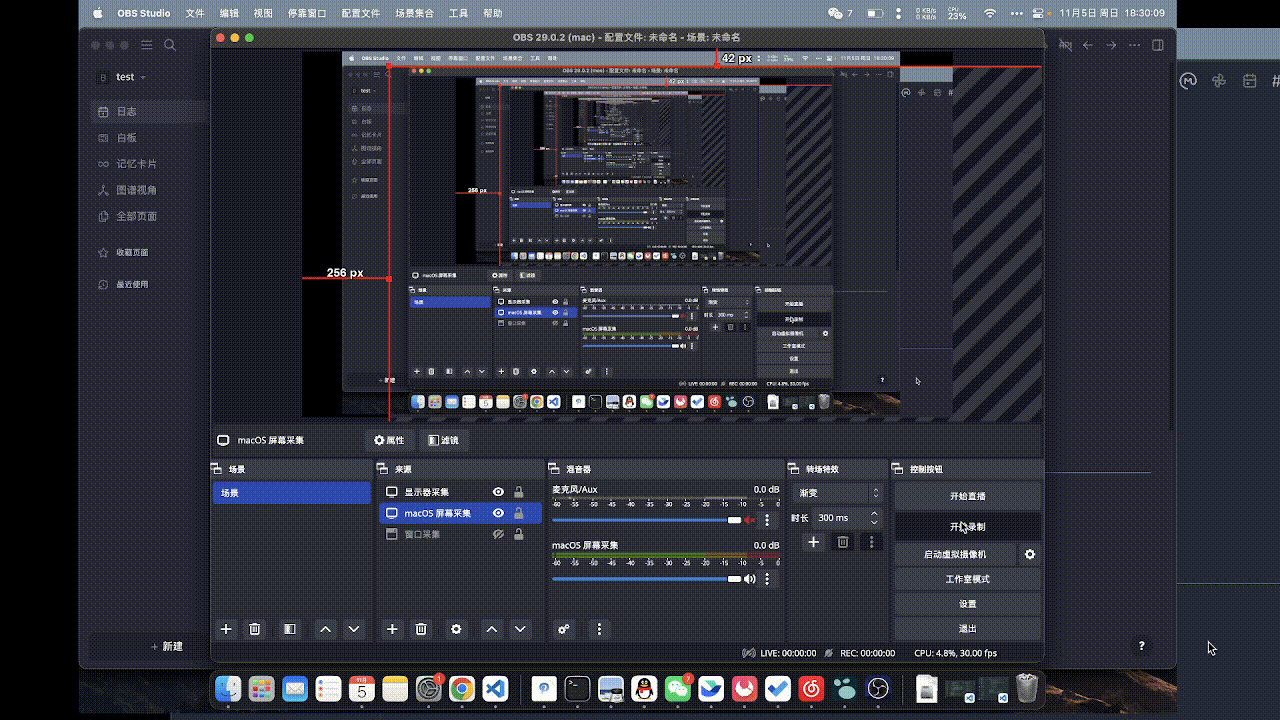 OBS Studio 文件 编辑 视图 停靠窗口 配置文件 场景集合 工具 帮助 7 0 KB/s 0 KB/s CPU 23% 11月5日 周日 18:30:09
OBS 29.0.2 (mac) - 配置文件: 未命名 - 场景: 未命名
B test
日志
白板
记忆卡片
图谱视角
全部页面
收藏页面
最近使用
+ 新建
42 px
256 px
256 px
macOS 屏幕采集 属性 滤镜
场景
场景
来源
显示器采集
macOS 屏幕采集
窗口采集
混音器
麦克风/Aux 0.0 dB
-60 -55 -50 -45 -40 -35 -30 -25 -20 -15 -10 -5 0
macOS 屏幕采集 0.0 dB
-60 -55 -50 -45 -40 -35 -30 -25 -20 -15 -10 -5 0
转场特效
渐变
时长 300 ms
控制按钮
开始直播
开始录制
启动虚拟摄像机
工作室模式
设置
退出
LIVE: 00:00:00 REC: 00:00:00 CPU: 4.8%, 30.00 fps
?
11月
5
1
7